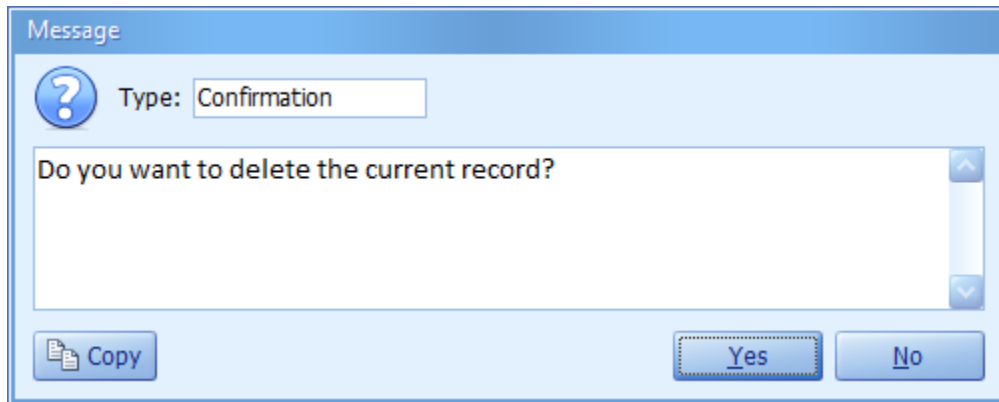 Message
Type: Confirmation
Do you want to delete the current record?
Copy Yes No